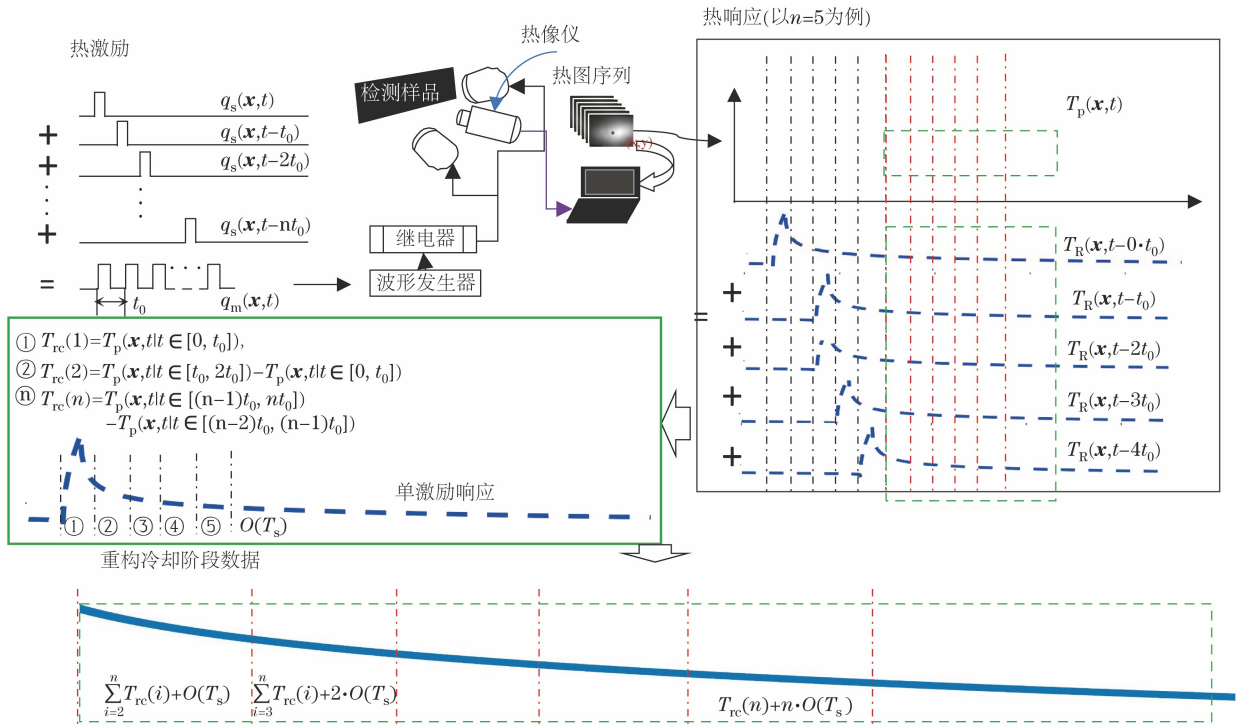 热激励
q_s(x,t)
+ q_s(x,t-t_0)
+ q_s(x,t-2t_0)
+ q_s(x,t-nt_0)
= t_0 q_m(x,t)
热像仪
热图序列
检测样品
(x,y)
继电器
波形发生器
热响应(以n=5为例)
T_p(x,t)
= T_R(x,t-0·t_0)
+ T_R(x,t-t_0)
+ T_R(x,t-2t_0)
+ T_R(x,t-3t_0)
+ T_R(x,t-4t_0)
① T_rc(1)=T_p(x,t|t∈[0, t_0]),
② T_rc(2)=T_p(x,t|t∈[t_0, 2t_0])-T_p(x,t|t∈[0, t_0])
ⓝ T_rc(n)=T_p(x,t|t∈[(n-1)t_0, nt_0])
-T_p(x,t|t∈[(n-2)t_0, (n-1)t_0])
单激励响应
① ② ③ ④ ⑤ O(T_s)
重构冷却阶段数据
∑_{i=2}^{n}T_rc(i)+O(T_s) ∑_{i=3}^{n}T_rc(i)+2·O(T_s) T_rc(n)+n·O(T_s)